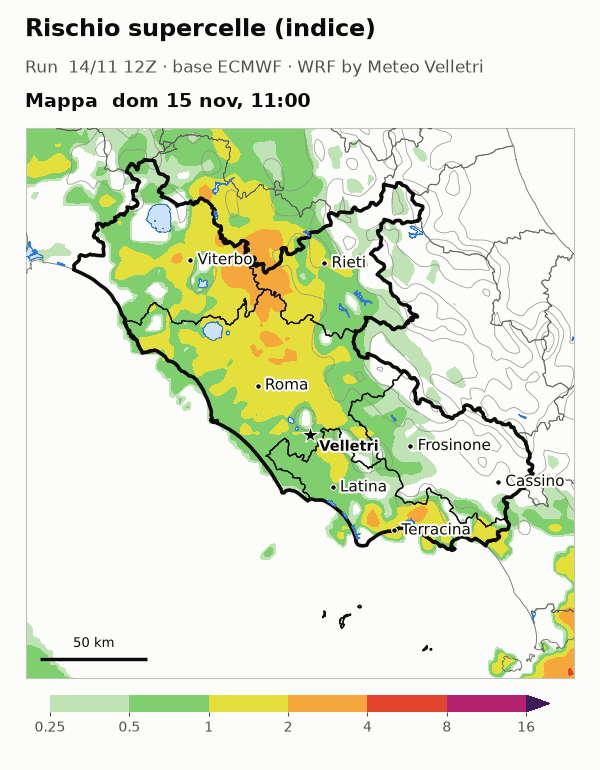 Rischio supercelle (indice)
Run  14/11 12Z · base ECMWF · WRF by Meteo Velletri
Mappa  dom 15 nov, 11:00
Viterbo
Rieti
Roma
Velletri
Frosinone
Cassino
Latina
Terracina
50 km
0.25 0.5 1 2 4 8 16